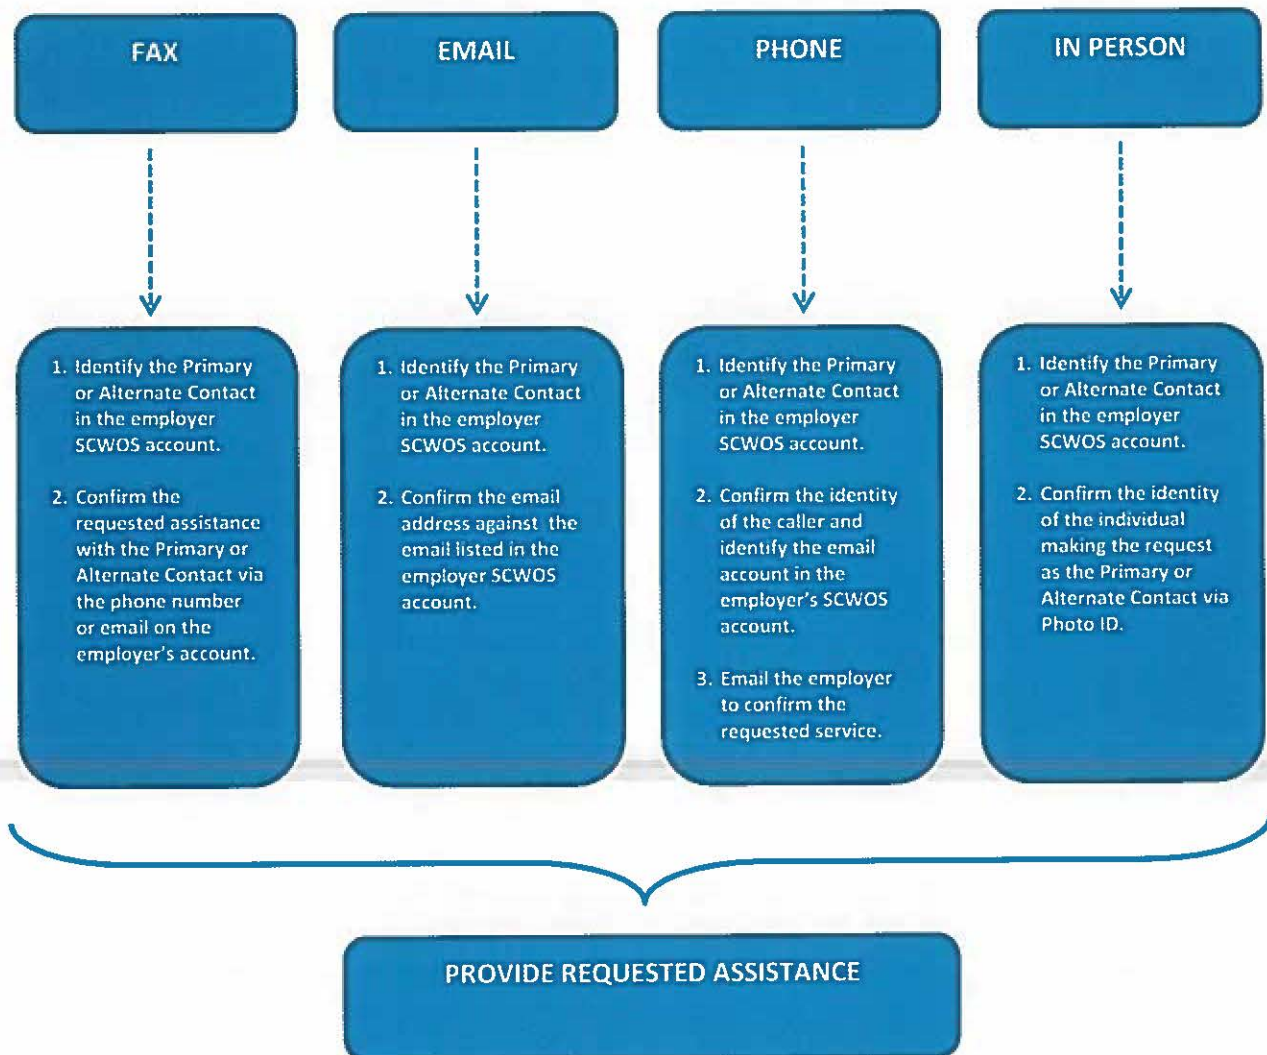 FAX
EMAIL
PHONE
IN PERSON
1. Identify the Primary
or Alternate Contact
in the employer
SCWOS account.
2. Confirm the
requested assistance
with the Primary or
Alternate Contact via
the phone number
or email on the
employer's account.
1. Identify the Primary
or Alternate Contact
in the employer
SCWOS account.
2. Confirm the email
address against the
email listed in the
employer SCWOS
account.
1. Identify the Primary
or Alternate Contact
in the employer
SCWOS account.
2. Confirm the identity
of the caller and
identify the email
account in the
employer's SCWOS
account.
3. Email the employer
to confirm the
requested service.
1. Identify the Primary
or Alternate Contact
in the employer
SCWOS account.
2. Confirm the identity
of the individual
making the request
as the Primary or
Alternate Contact via
Photo ID.
PROVIDE REQUESTED ASSISTANCE